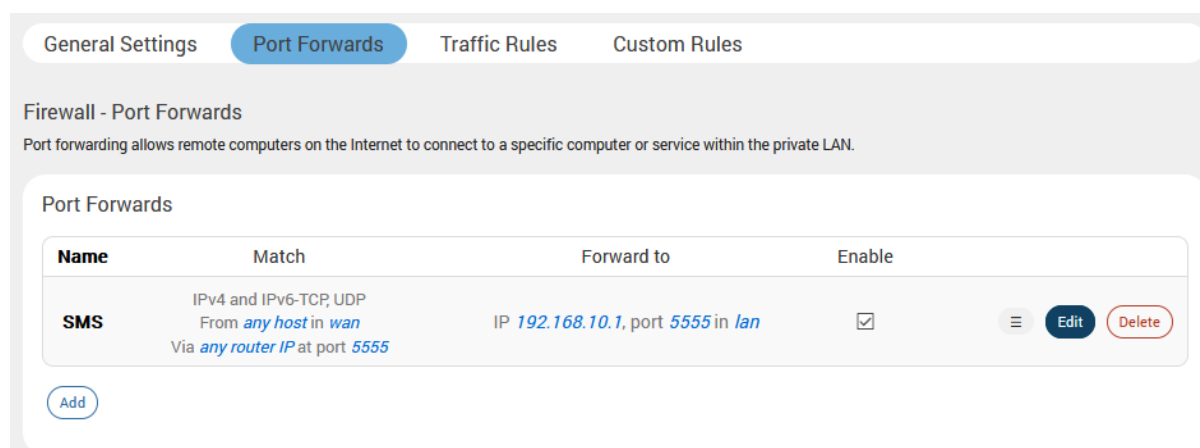 General Settings Port Forwards Traffic Rules Custom Rules
Firewall - Port Forwards
Port forwarding allows remote computers on the Internet to connect to a specific computer or service within the private LAN.
Port Forwards
Name Match Forward to Enable
IPv4 and IPv6-TCP, UDP
SMS From any host in wan IP 192.168.10.1, port 5555 in lan ☰ Edit Delete
Via any router IP at port 5555
Add